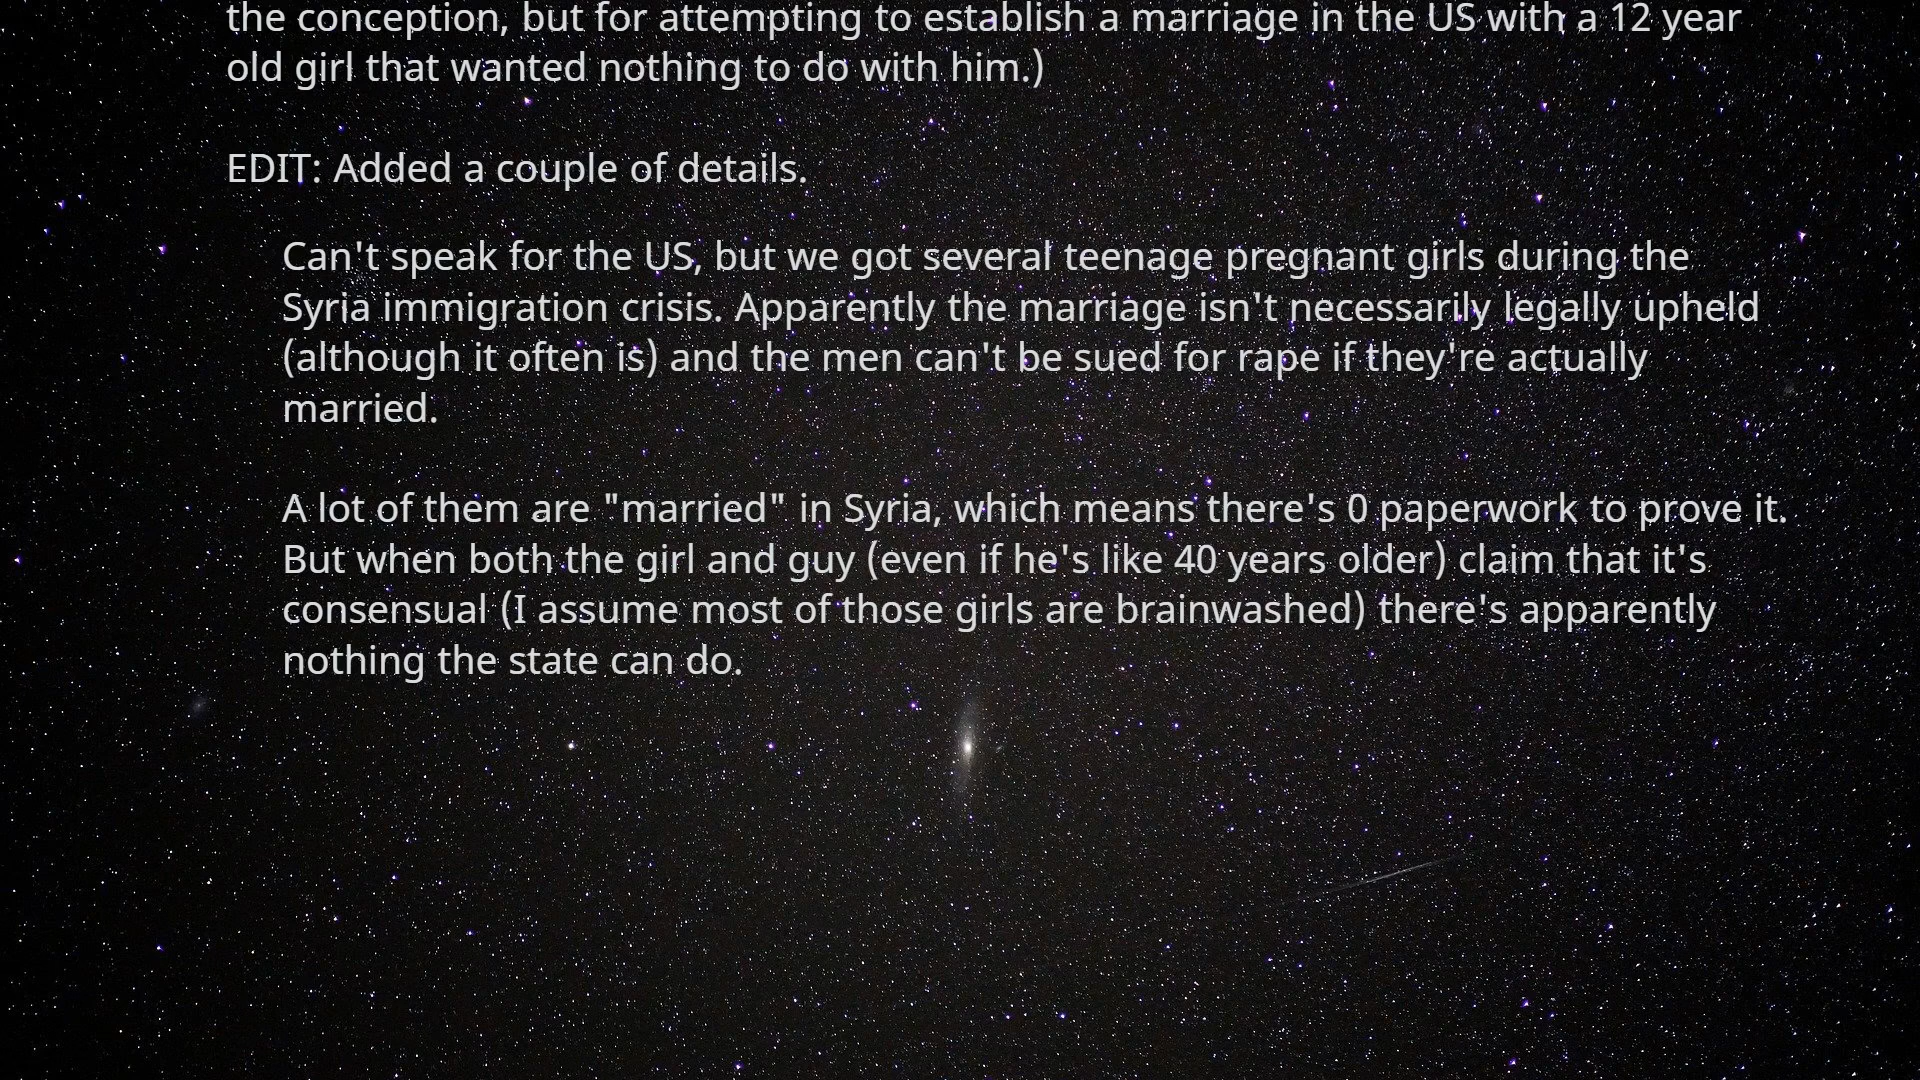 the conception, but for attempting to establish a marriage in the US with a 12 year
old girl that wanted nothing to do with him.)
EDIT: Added a couple of details.
Can't speak for the US, but we got several teenage pregnant girls during the
Syria immigration crisis. Apparently the marriage isn't necessarily legally upheld
(although it often is) and the men can't be sued for rape if they're actually
married.
A lot of them are "married" in Syria, which means there's 0 paperwork to prove it.
But when both the girl and guy (even if he's like 40 years older) claim that it's
consensual (I assume most of those girls are brainwashed) there's apparently
nothing the state can do.